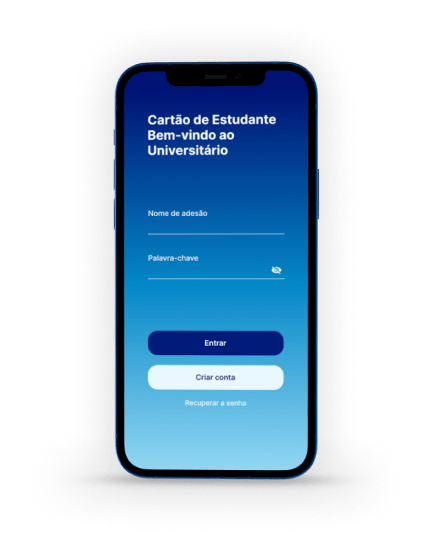 Cartão de Estudante
Bem-vindo ao
Universitário
Nome de adesão
Palavra-chave
Entrar
Criar conta
Recuperar a senha